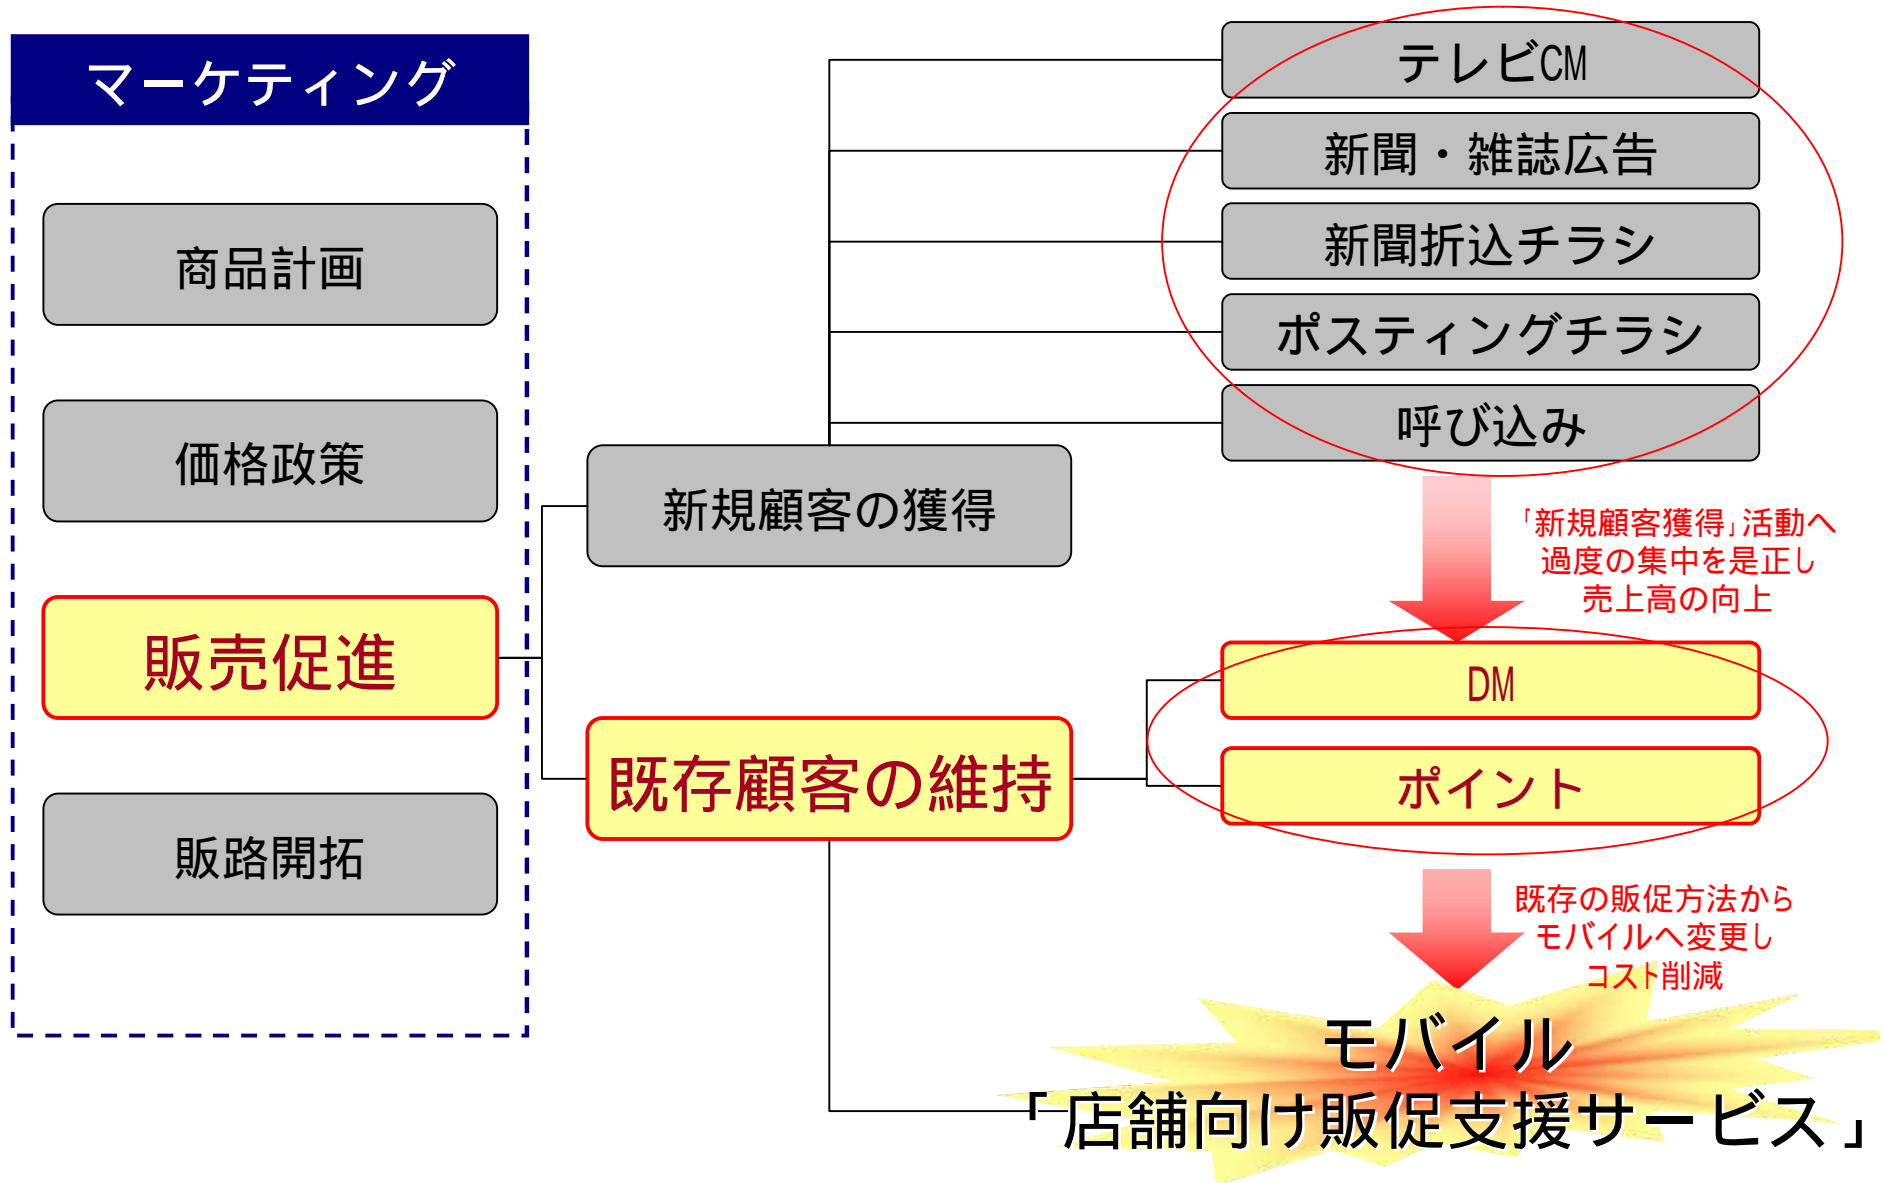 マーケティング
商品計画
価格政策
販売促進
販路開拓
新規顧客の獲得
既存顧客の維持
テレビCM
新聞・雑誌広告
新聞折込チラシ
ポスティングチラシ
呼び込み
「新規顧客獲得」活動へ
過度の集中を是正し
売上高の向上
DM
ポイント
既存の販促方法から
モバイルへ変更し
コスト削減
モバイル
「店舗向け販促支援サービス」